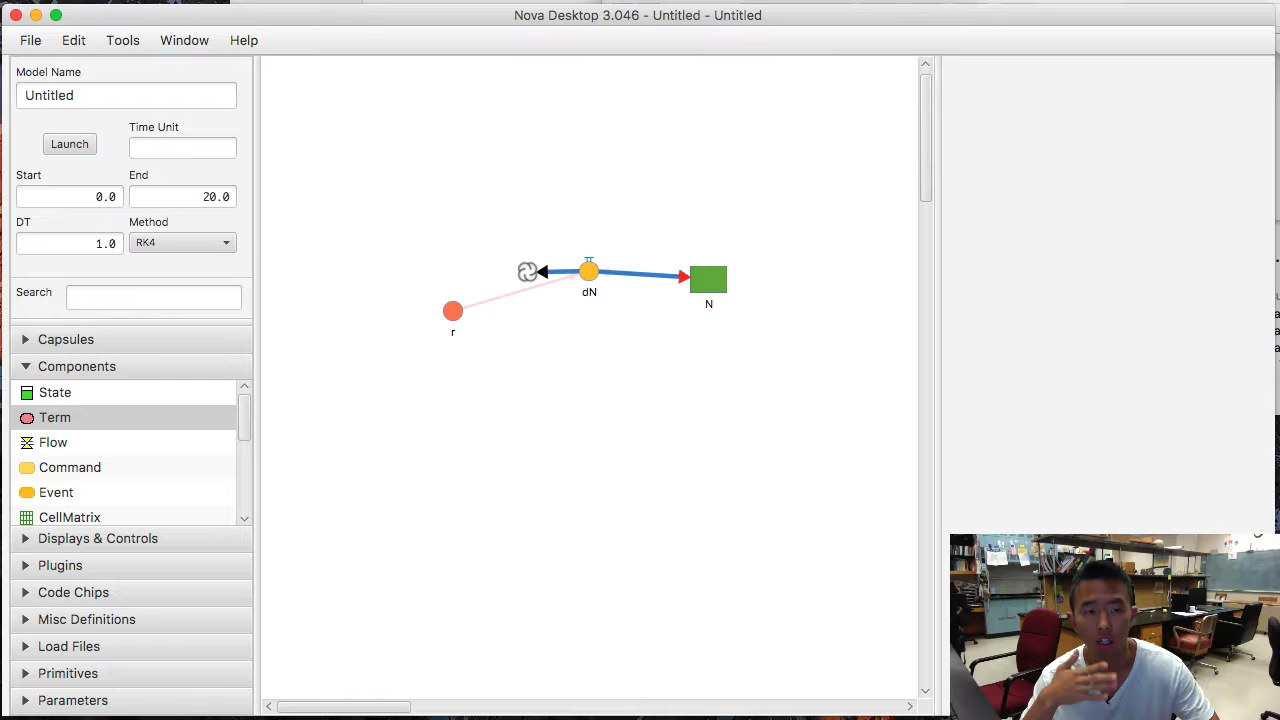 Nova Desktop 3.046 - Untitled - Untitled
File Edit Tools Window Help
Model Name
Untitled
Launch
Time Unit
Start End
0.0 20.0
DT Method
1.0 RK4
Search
Capsules
Components
State
Term
Flow
Command
Event
CellMatrix
Displays & Controls
Plugins
Code Chips
Misc Definitions
Load Files
Primitives
Parameters
dN
N
r